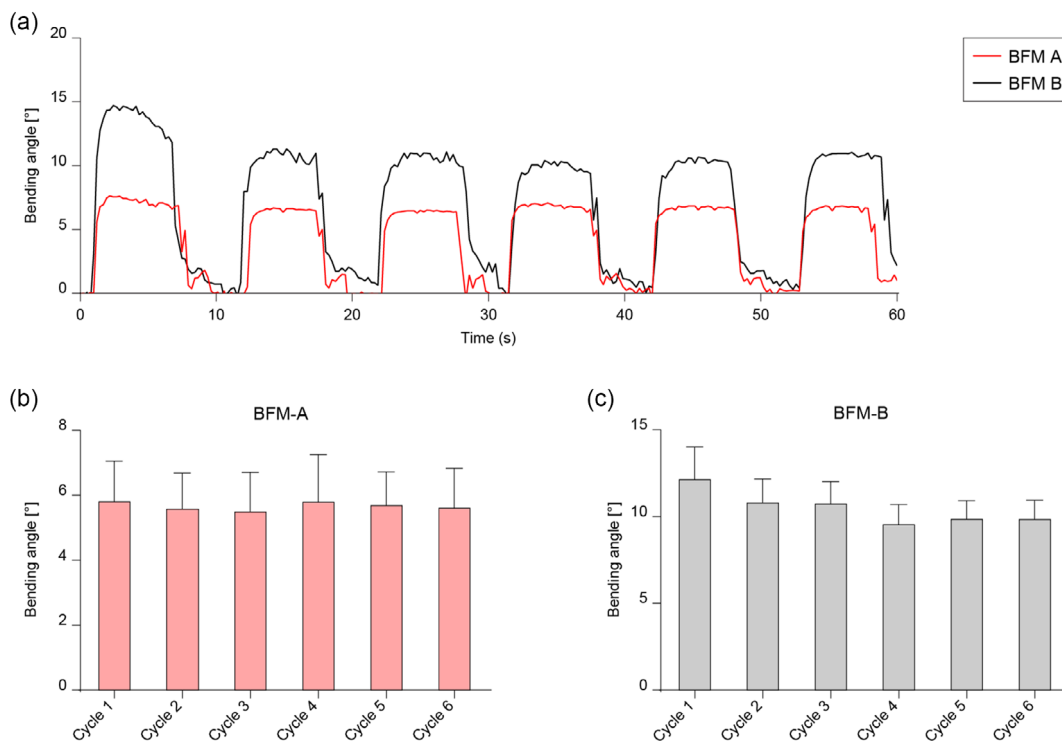 (a)
20
15
10
5
0
Bending angle [°]
0 10 20 30 40 50 60
Time (s)
BFM A
BFM B
(b)
BFM-A
8
6
4
2
0
Bending angle [°]
Cycle 1 Cycle 2 Cycle 3 Cycle 4 Cycle 5 Cycle 6
(c)
BFM-B
15
10
5
0
Bending angle [°]
Cycle 1 Cycle 2 Cycle 3 Cycle 4 Cycle 5 Cycle 6